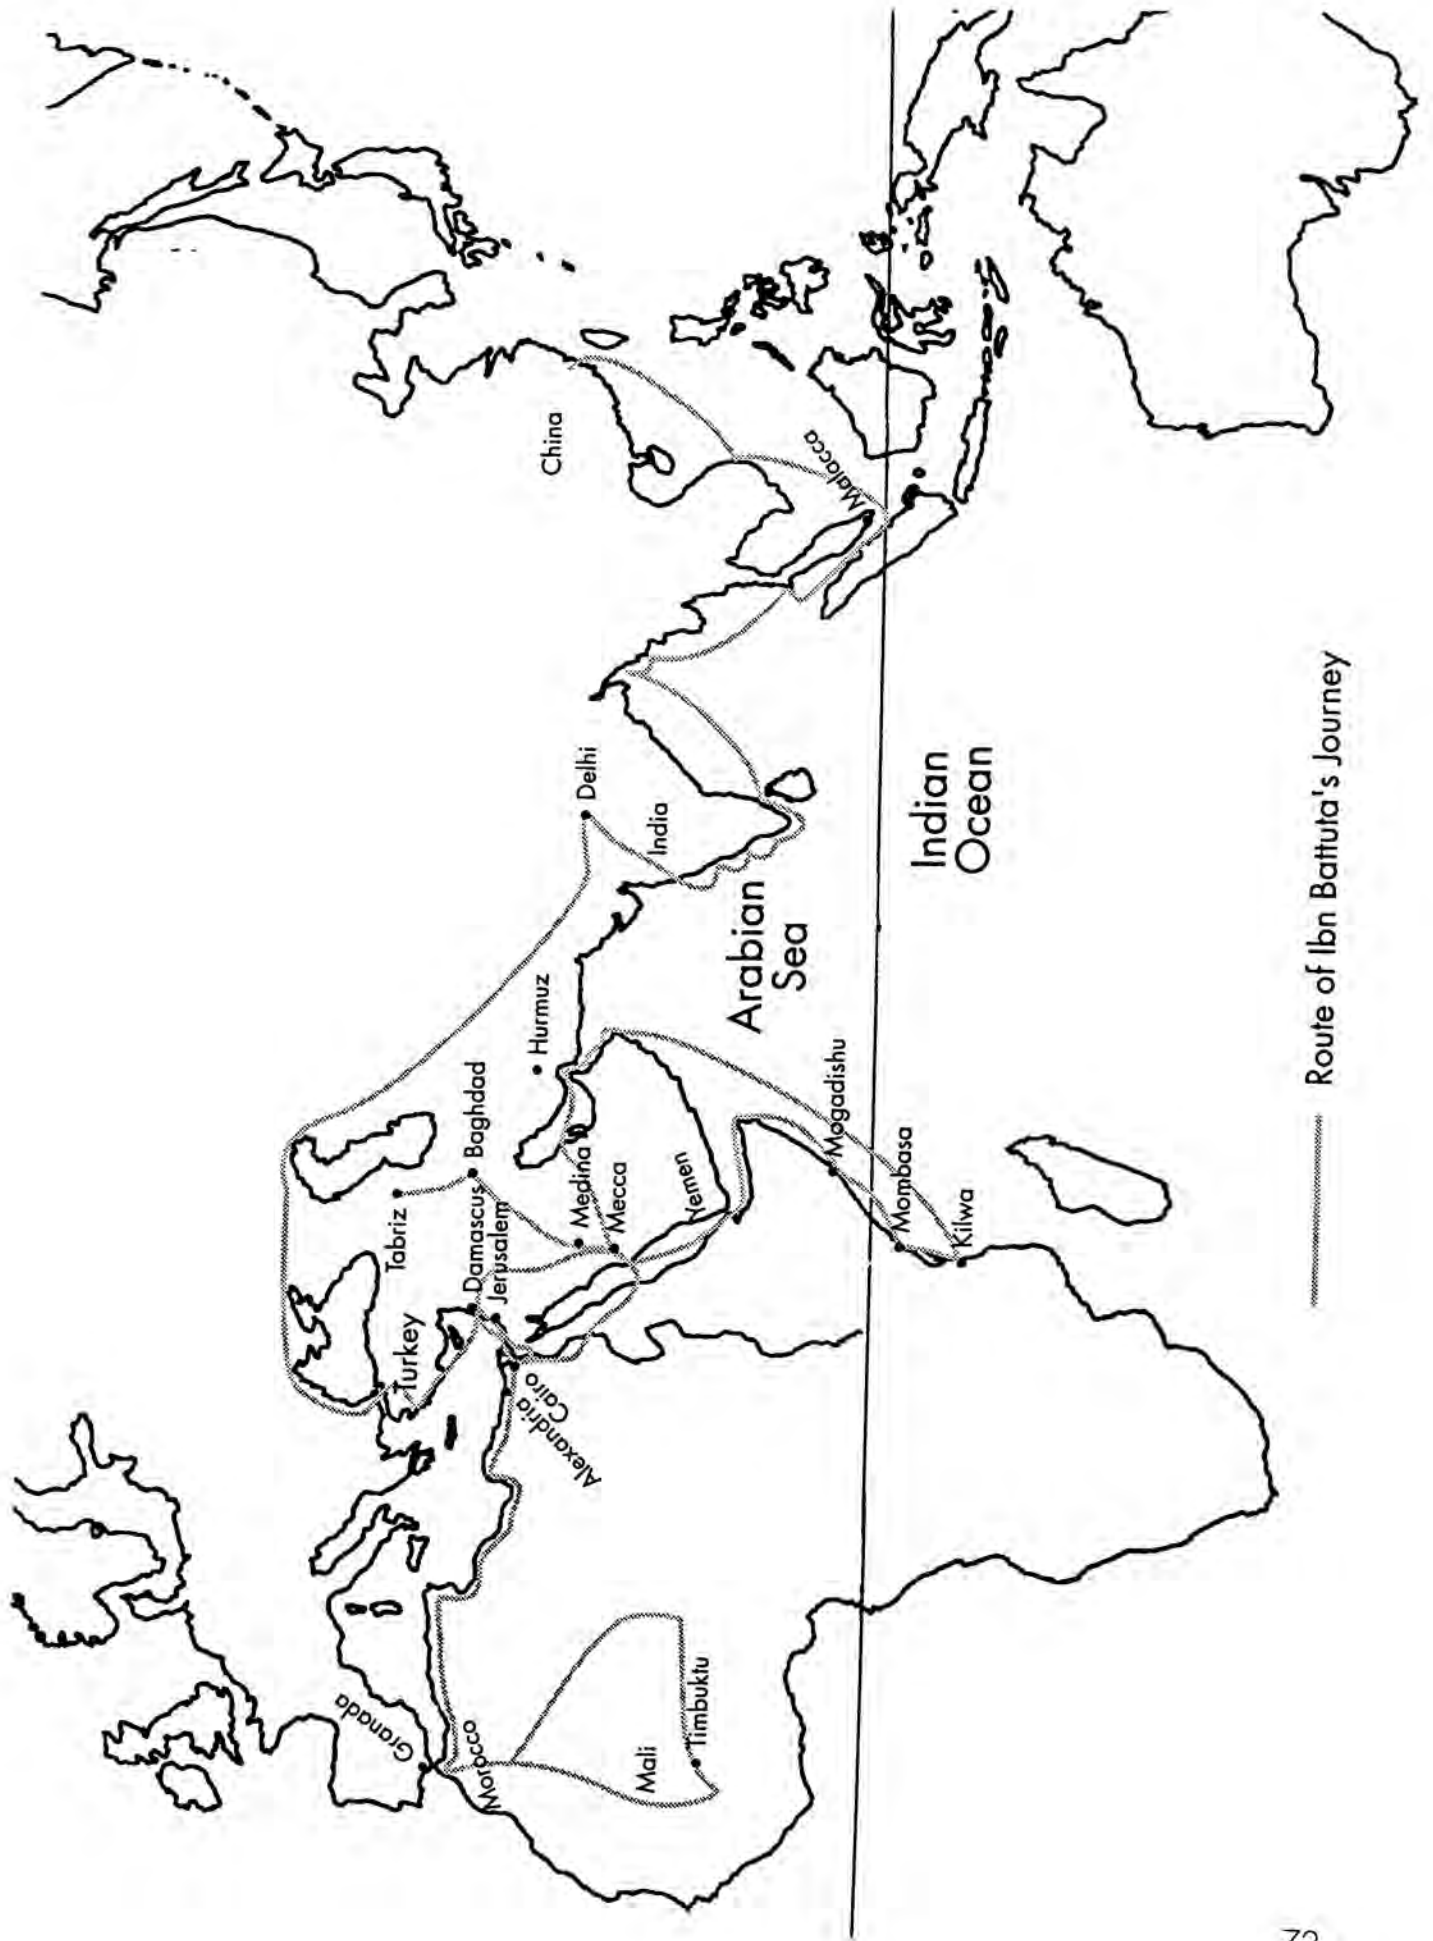 Granada
Morocco
Mali
Timbuktu
Alexandria
Cairo
Turkey
Tabriz
Damascus
Jerusalem
Baghdad
Medina
Mecca
Yemen
Hurmuz
Mogadishu
Mombasa
Kilwa
Arabian
Sea
Delhi
India
Indian
Ocean
China
Malacca
Route of Ibn Battuta's Journey